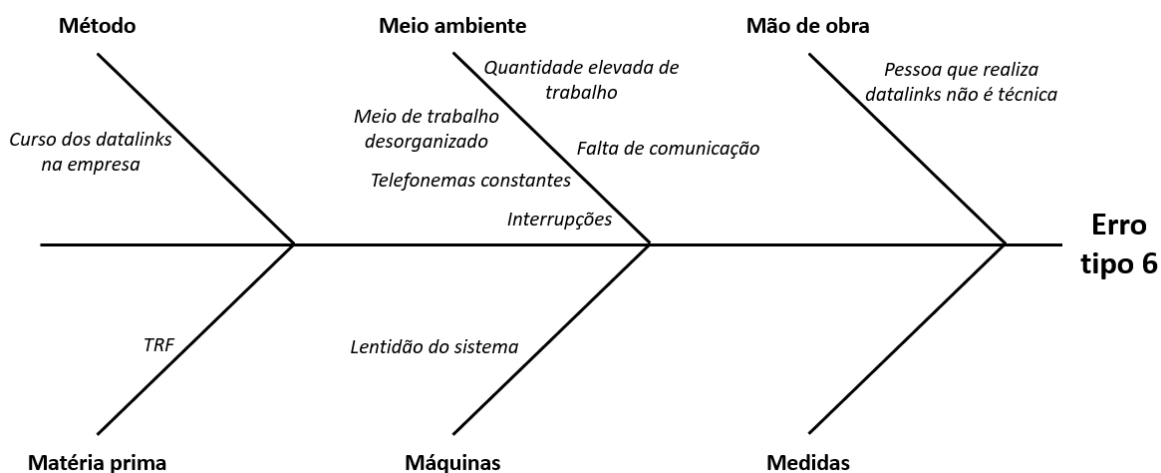 Método
Meio ambiente
Mão de obra
Quantidade elevada de
trabalho
Pessoa que realiza
datalinks não é técnica
Meio de trabalho
desorganizado
Curso dos datalinks
na empresa
Falta de comunicação
Telefonemas constantes
Interrupções
Erro
tipo 6
TRF
Lentidão do sistema
Matéria prima
Máquinas
Medidas